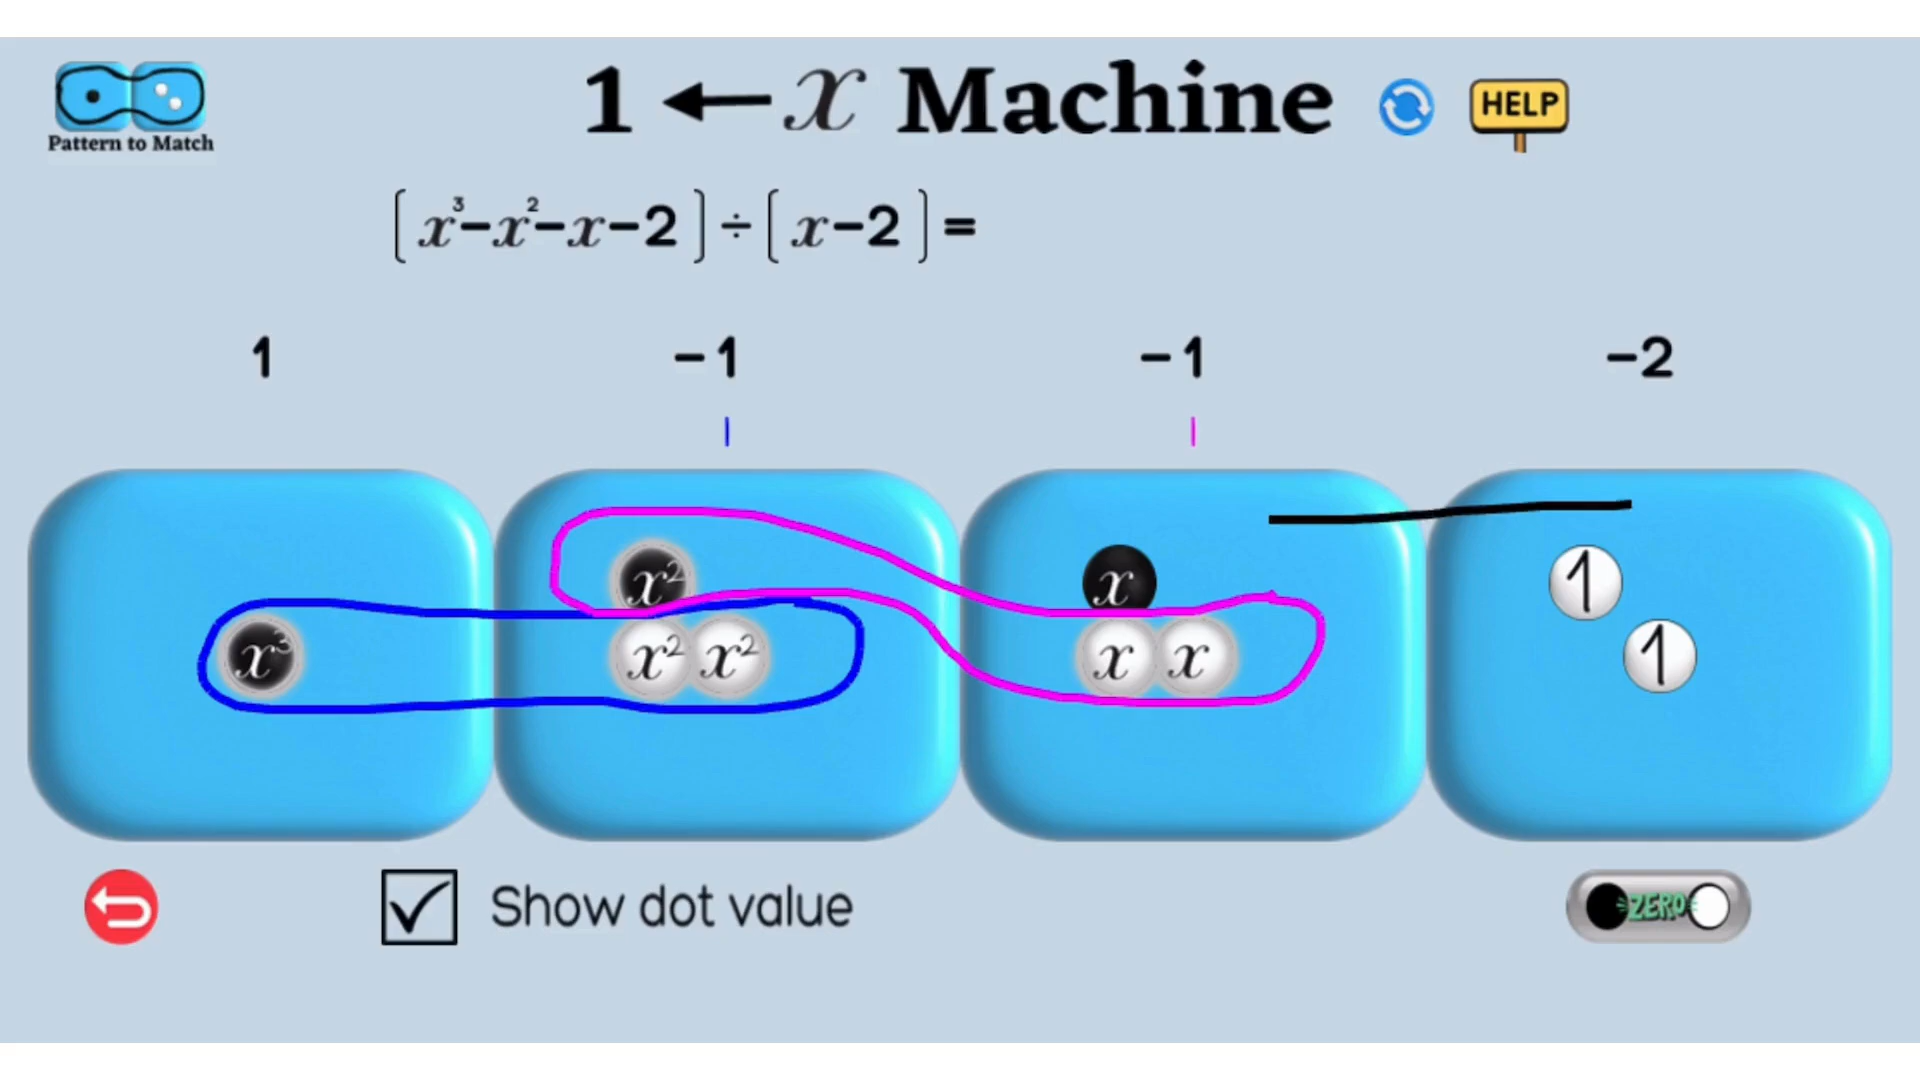 1 ← x Machine
HELP
Pattern to Match
[x³-x²-x-2] ÷ [x-2] =
1 -1 -1 -2
x² x 1
x³ x² x² x x 1
Show dot value
ZERO